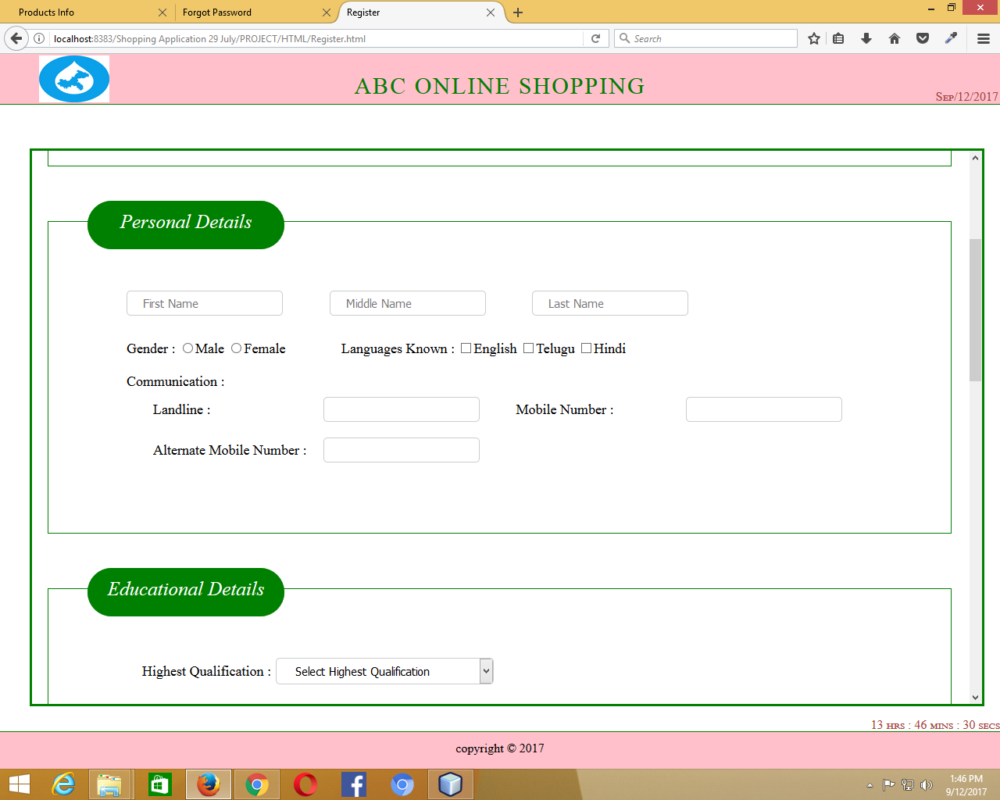 Products Info
Forgot Password
Register
localhost:8383/Shopping Application 29 July/PROJECT/HTML/Register.html
Search
ABC ONLINE SHOPPING
Sep/12/2017
Personal Details
First Name
Middle Name
Last Name
Gender : Male Female
Languages Known : English Telugu Hindi
Communication :
Landline :
Mobile Number :
Alternate Mobile Number :
Educational Details
Highest Qualification : Select Highest Qualification
13 hrs : 46 mins : 30 secs
copyright © 2017
1:46 PM
9/12/2017